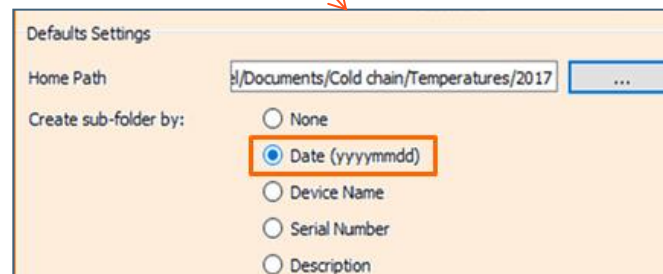 Defaults Settings
Home Path el/Documents/Cold chain/Temperatures/2017 ...
Create sub-folder by: None
Date (yyyymmdd)
Device Name
Serial Number
Description